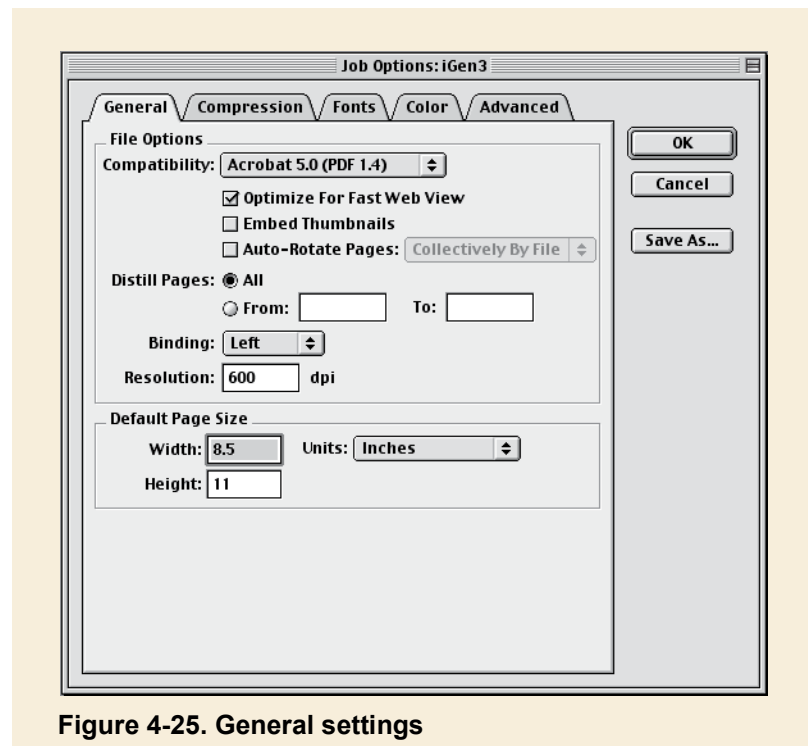 Job Options: iGen3
General Compression Fonts Color Advanced
File Options
Compatibility: Acrobat 5.0 (PDF 1.4)
Optimize For Fast Web View
Embed Thumbnails
Auto-Rotate Pages: Collectively By File
Distill Pages: All
From: To:
Binding: Left
Resolution: 600 dpi
Default Page Size
Width: 8.5 Units: Inches
Height: 11
OK
Cancel
Save As...
Figure 4-25. General settings